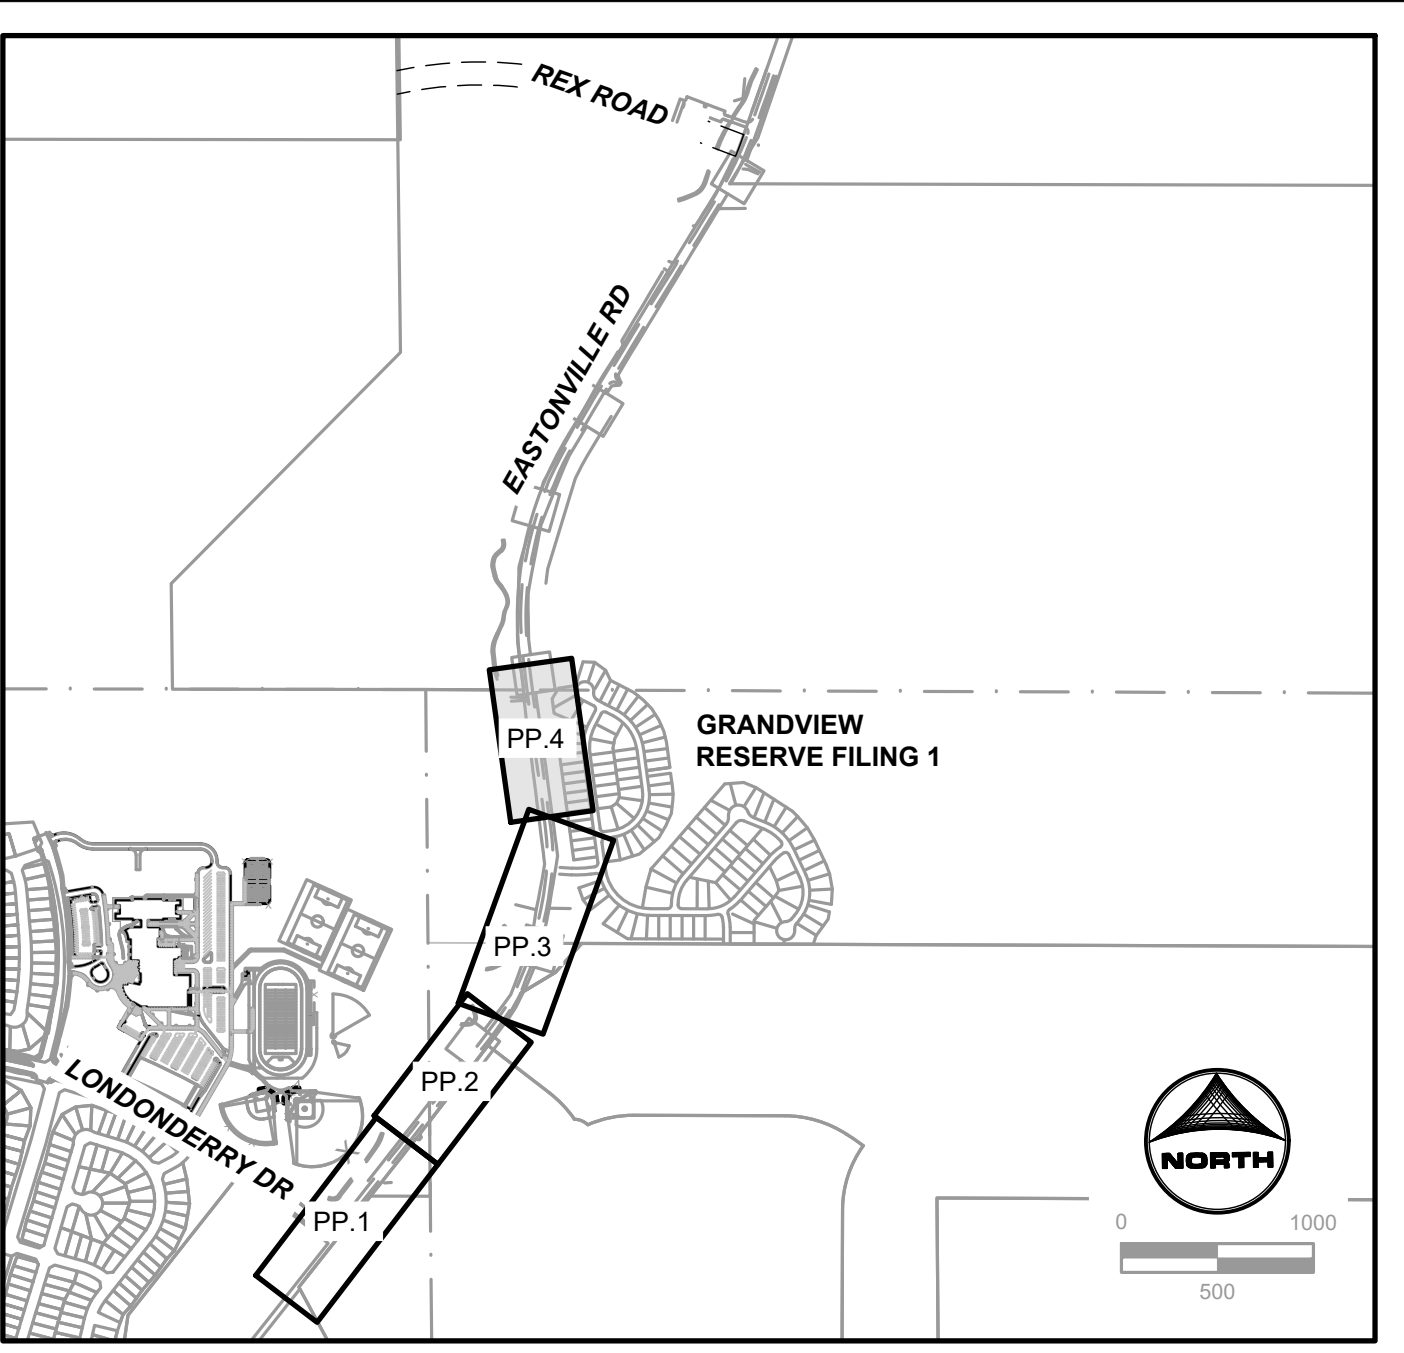 REX ROAD
EASTONVILLE RD
PP.4
GRANDVIEW
RESERVE FILING 1
PP.3
PP.2
LONDONDERRY DR
PP.1
NORTH
0 1000
500